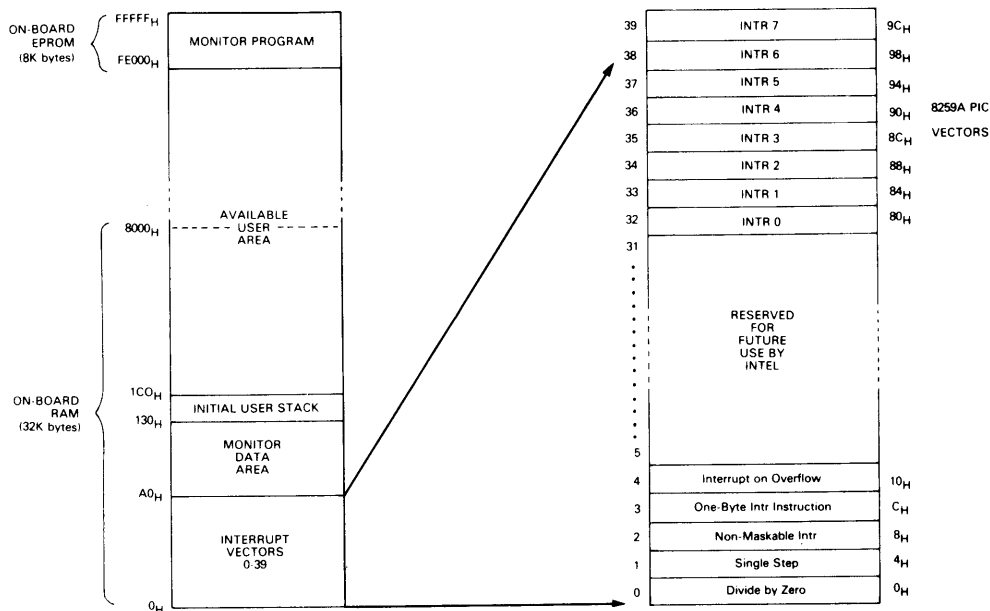 ON-BOARD
EPROM
(8K bytes)
FFFFFH
FE000H
MONITOR PROGRAM
AVAILABLE
USER
AREA
8000H
ON-BOARD
RAM
(32K bytes)
1C0H
INITIAL USER STACK
130H
MONITOR
DATA
AREA
A0H
INTERRUPT
VECTORS
0-39
0H
39 INTR 7 9CH
38 INTR 6 98H
37 INTR 5 94H
36 INTR 4 90H
35 INTR 3 8CH
34 INTR 2 88H
33 INTR 1 84H
32 INTR 0 80H
8259A PIC
VECTORS
31
RESERVED
FOR
FUTURE
USE BY
INTEL
5
4 Interrupt on Overflow 10H
3 One-Byte Intr Instruction CH
2 Non-Maskable Intr 8H
1 Single Step 4H
0 Divide by Zero 0H